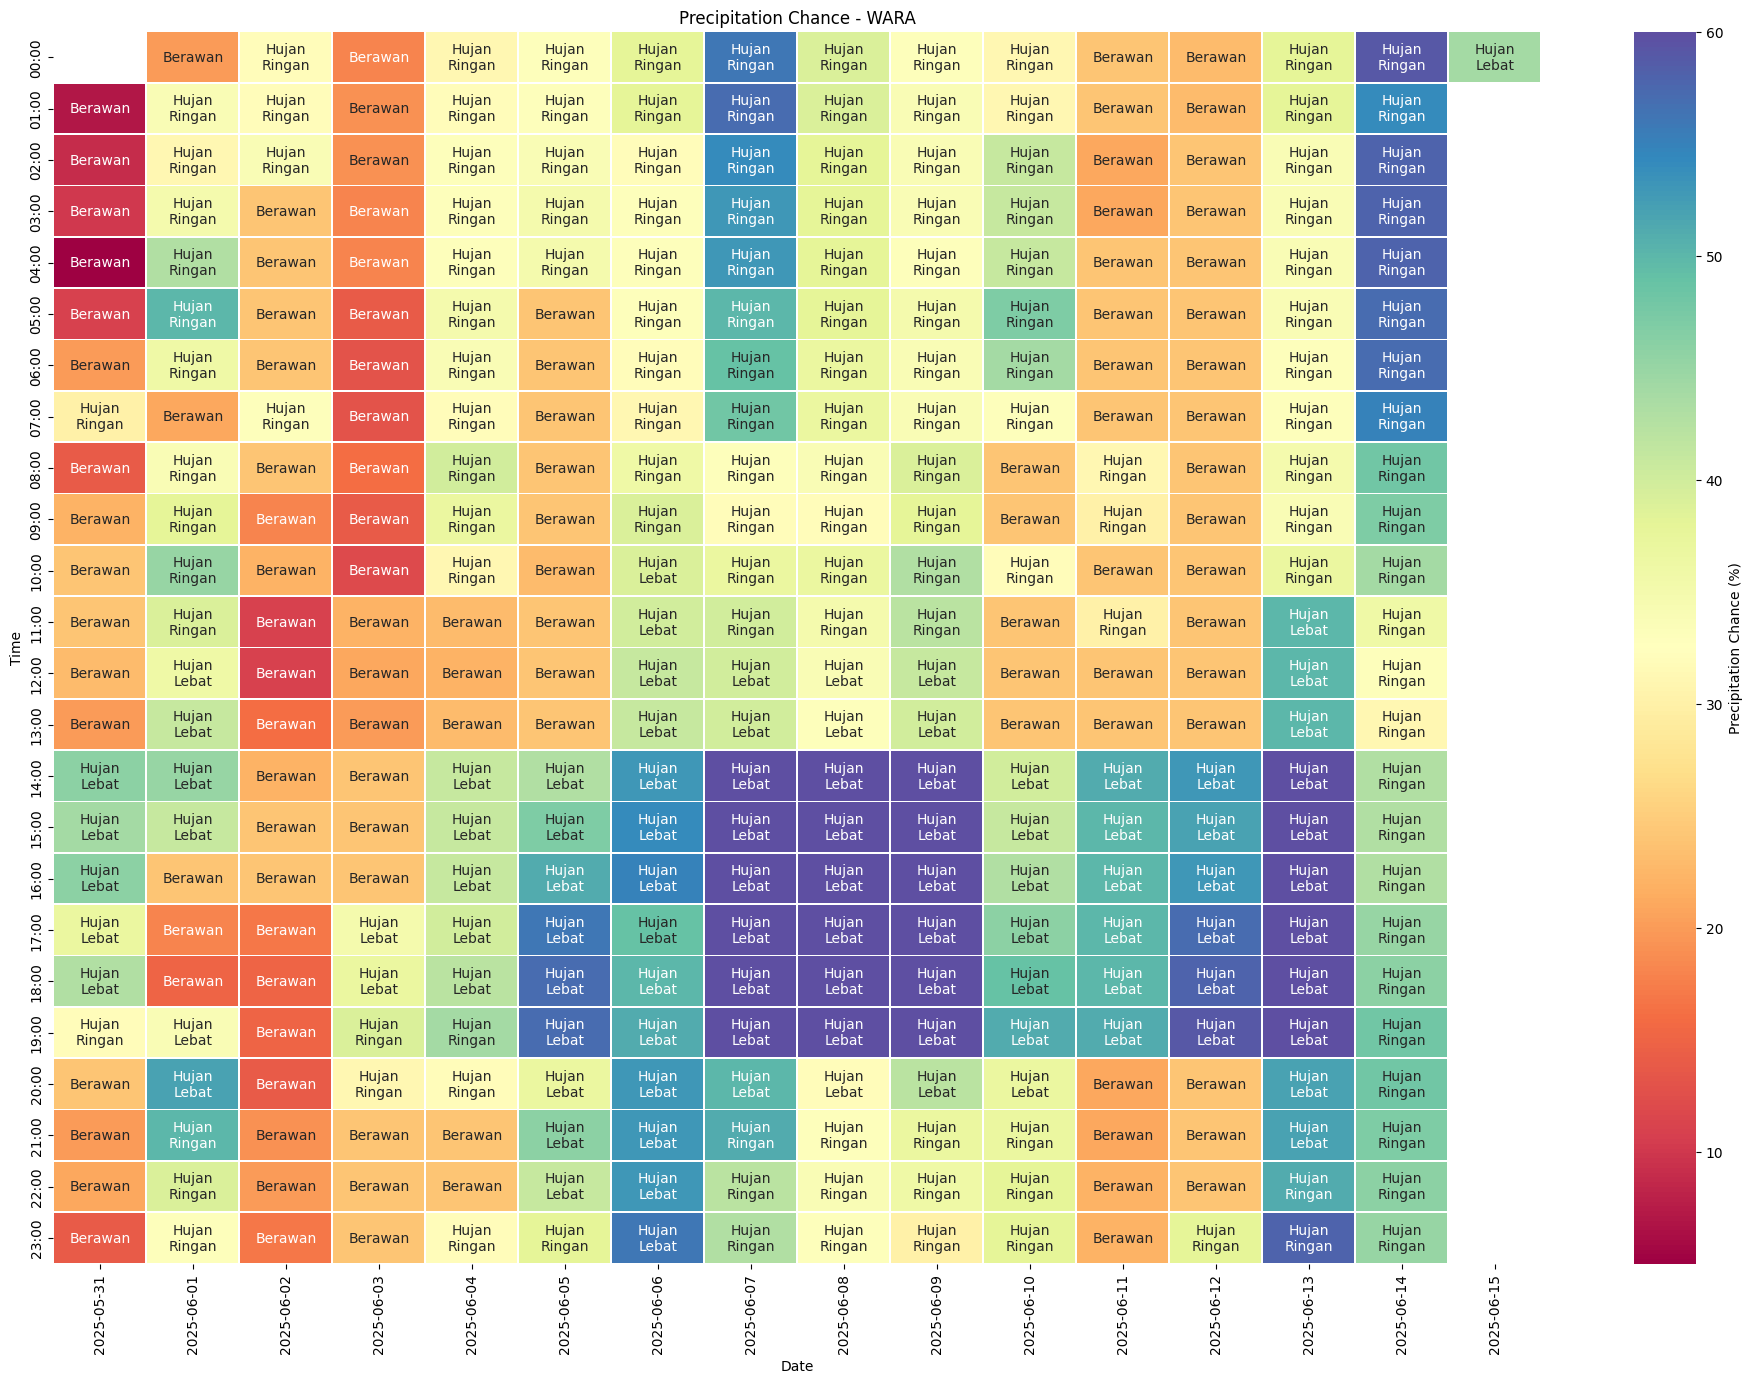 Precipitation Chance - WARA
00:00 Berawan Hujan Ringan Berawan Hujan Ringan Hujan Ringan Hujan Ringan Hujan Ringan Hujan Ringan Hujan Ringan Hujan Ringan Berawan Berawan Hujan Ringan Hujan Ringan Hujan Lebat
01:00 Berawan Hujan Ringan Hujan Ringan Berawan Hujan Ringan Hujan Ringan Hujan Ringan Hujan Ringan Hujan Ringan Hujan Ringan Hujan Ringan Berawan Berawan Hujan Ringan Hujan Ringan
02:00 Berawan Hujan Ringan Hujan Ringan Berawan Hujan Ringan Hujan Ringan Hujan Ringan Hujan Ringan Hujan Ringan Hujan Ringan Hujan Ringan Berawan Berawan Hujan Ringan Hujan Ringan
03:00 Berawan Hujan Ringan Berawan Berawan Hujan Ringan Hujan Ringan Hujan Ringan Hujan Ringan Hujan Ringan Hujan Ringan Hujan Ringan Berawan Berawan Hujan Ringan Hujan Ringan
04:00 Berawan Hujan Ringan Berawan Berawan Hujan Ringan Hujan Ringan Hujan Ringan Hujan Ringan Hujan Ringan Hujan Ringan Hujan Ringan Berawan Berawan Hujan Ringan Hujan Ringan
05:00 Berawan Hujan Ringan Berawan Berawan Hujan Ringan Berawan Hujan Ringan Hujan Ringan Hujan Ringan Hujan Ringan Hujan Ringan Berawan Berawan Hujan Ringan Hujan Ringan
06:00 Berawan Hujan Ringan Berawan Berawan Hujan Ringan Berawan Hujan Ringan Hujan Ringan Hujan Ringan Hujan Ringan Hujan Ringan Berawan Berawan Hujan Ringan Hujan Ringan
07:00 Hujan Ringan Berawan Hujan Ringan Berawan Hujan Ringan Berawan Hujan Ringan Hujan Ringan Hujan Ringan Hujan Ringan Hujan Ringan Berawan Berawan Hujan Ringan Hujan Ringan
08:00 Berawan Hujan Ringan Berawan Berawan Hujan Ringan Berawan Hujan Ringan Hujan Ringan Hujan Ringan Hujan Ringan Berawan Hujan Ringan Berawan Hujan Ringan Hujan Ringan
09:00 Berawan Hujan Ringan Berawan Berawan Hujan Ringan Berawan Hujan Ringan Hujan Ringan Hujan Ringan Hujan Ringan Berawan Hujan Ringan Berawan Hujan Ringan Hujan Ringan
10:00 Berawan Hujan Ringan Berawan Berawan Hujan Ringan Berawan Hujan Lebat Hujan Ringan Hujan Ringan Hujan Ringan Hujan Ringan Berawan Berawan Hujan Ringan Hujan Ringan
11:00 Berawan Hujan Ringan Berawan Berawan Berawan Berawan Hujan Lebat Hujan Ringan Hujan Ringan Hujan Ringan Berawan Hujan Ringan Berawan Hujan Lebat Hujan Ringan
12:00 Berawan Hujan Lebat Berawan Berawan Berawan Berawan Hujan Lebat Hujan Lebat Hujan Lebat Hujan Lebat Berawan Berawan Berawan Hujan Lebat Hujan Ringan
13:00 Berawan Hujan Lebat Berawan Berawan Berawan Berawan Hujan Lebat Hujan Lebat Hujan Lebat Hujan Lebat Berawan Berawan Berawan Hujan Lebat Hujan Ringan
14:00 Hujan Lebat Hujan Lebat Berawan Berawan Hujan Lebat Hujan Lebat Hujan Lebat Hujan Lebat Hujan Lebat Hujan Lebat Hujan Lebat Hujan Lebat Hujan Lebat Hujan Lebat Hujan Ringan
15:00 Hujan Lebat Hujan Lebat Berawan Berawan Hujan Lebat Hujan Lebat Hujan Lebat Hujan Lebat Hujan Lebat Hujan Lebat Hujan Lebat Hujan Lebat Hujan Lebat Hujan Lebat Hujan Ringan
16:00 Hujan Lebat Berawan Berawan Berawan Hujan Lebat Hujan Lebat Hujan Lebat Hujan Lebat Hujan Lebat Hujan Lebat Hujan Lebat Hujan Lebat Hujan Lebat Hujan Lebat Hujan Ringan
17:00 Hujan Lebat Berawan Berawan Hujan Lebat Hujan Lebat Hujan Lebat Hujan Lebat Hujan Lebat Hujan Lebat Hujan Lebat Hujan Lebat Hujan Lebat Hujan Lebat Hujan Lebat Hujan Ringan
18:00 Hujan Lebat Berawan Berawan Hujan Lebat Hujan Lebat Hujan Lebat Hujan Lebat Hujan Lebat Hujan Lebat Hujan Lebat Hujan Lebat Hujan Lebat Hujan Lebat Hujan Lebat Hujan Ringan
19:00 Hujan Ringan Hujan Lebat Berawan Hujan Ringan Hujan Ringan Hujan Lebat Hujan Lebat Hujan Lebat Hujan Lebat Hujan Lebat Hujan Lebat Hujan Lebat Hujan Lebat Hujan Lebat Hujan Ringan
20:00 Berawan Hujan Lebat Berawan Hujan Ringan Hujan Ringan Hujan Lebat Hujan Lebat Hujan Lebat Hujan Lebat Hujan Lebat Hujan Lebat Berawan Berawan Hujan Lebat Hujan Ringan
21:00 Berawan Hujan Ringan Berawan Berawan Berawan Hujan Lebat Hujan Lebat Hujan Ringan Hujan Ringan Hujan Ringan Hujan Ringan Berawan Berawan Hujan Lebat Hujan Ringan
22:00 Berawan Hujan Ringan Berawan Berawan Berawan Hujan Lebat Hujan Lebat Hujan Ringan Hujan Ringan Hujan Ringan Hujan Ringan Berawan Berawan Hujan Ringan Hujan Ringan
23:00 Berawan Hujan Ringan Berawan Berawan Hujan Ringan Hujan Ringan Hujan Lebat Hujan Ringan Hujan Ringan Hujan Ringan Hujan Ringan Berawan Hujan Ringan Hujan Ringan Hujan Ringan
Time
2025-05-31 2025-06-01 2025-06-02 2025-06-03 2025-06-04 2025-06-05 2025-06-06 2025-06-07 2025-06-08 2025-06-09 2025-06-10 2025-06-11 2025-06-12 2025-06-13 2025-06-14 2025-06-15
Date
60
50
40
30
20
10
Precipitation Chance (%)